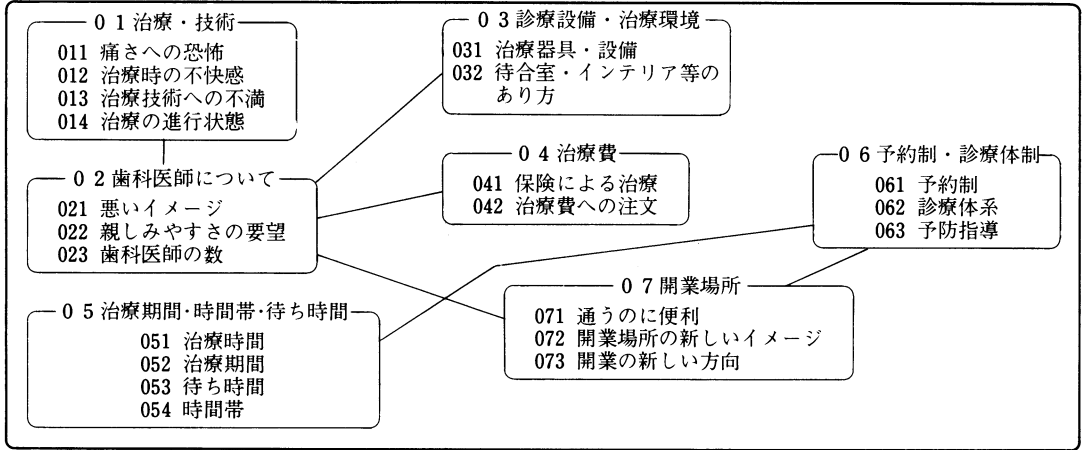 ０１治療・技術
011 痛さへの恐怖
012 治療時の不快感
013 治療技術への不満
014 治療の進行状態
０２歯科医師について
021 悪いイメージ
022 親しみやすさの要望
023 歯科医師の数
０３診療設備・治療環境
031 治療器具・設備
032 待合室・インテリア等の
あり方
０４治療費
041 保険による治療
042 治療費への注文
０５治療期間・時間帯・待ち時間
051 治療時間
052 治療期間
053 待ち時間
054 時間帯
０６予約制・診療体制
061 予約制
062 診療体系
063 予防指導
０７開業場所
071 通うのに便利
072 開業場所の新しいイメージ
073 開業の新しい方向